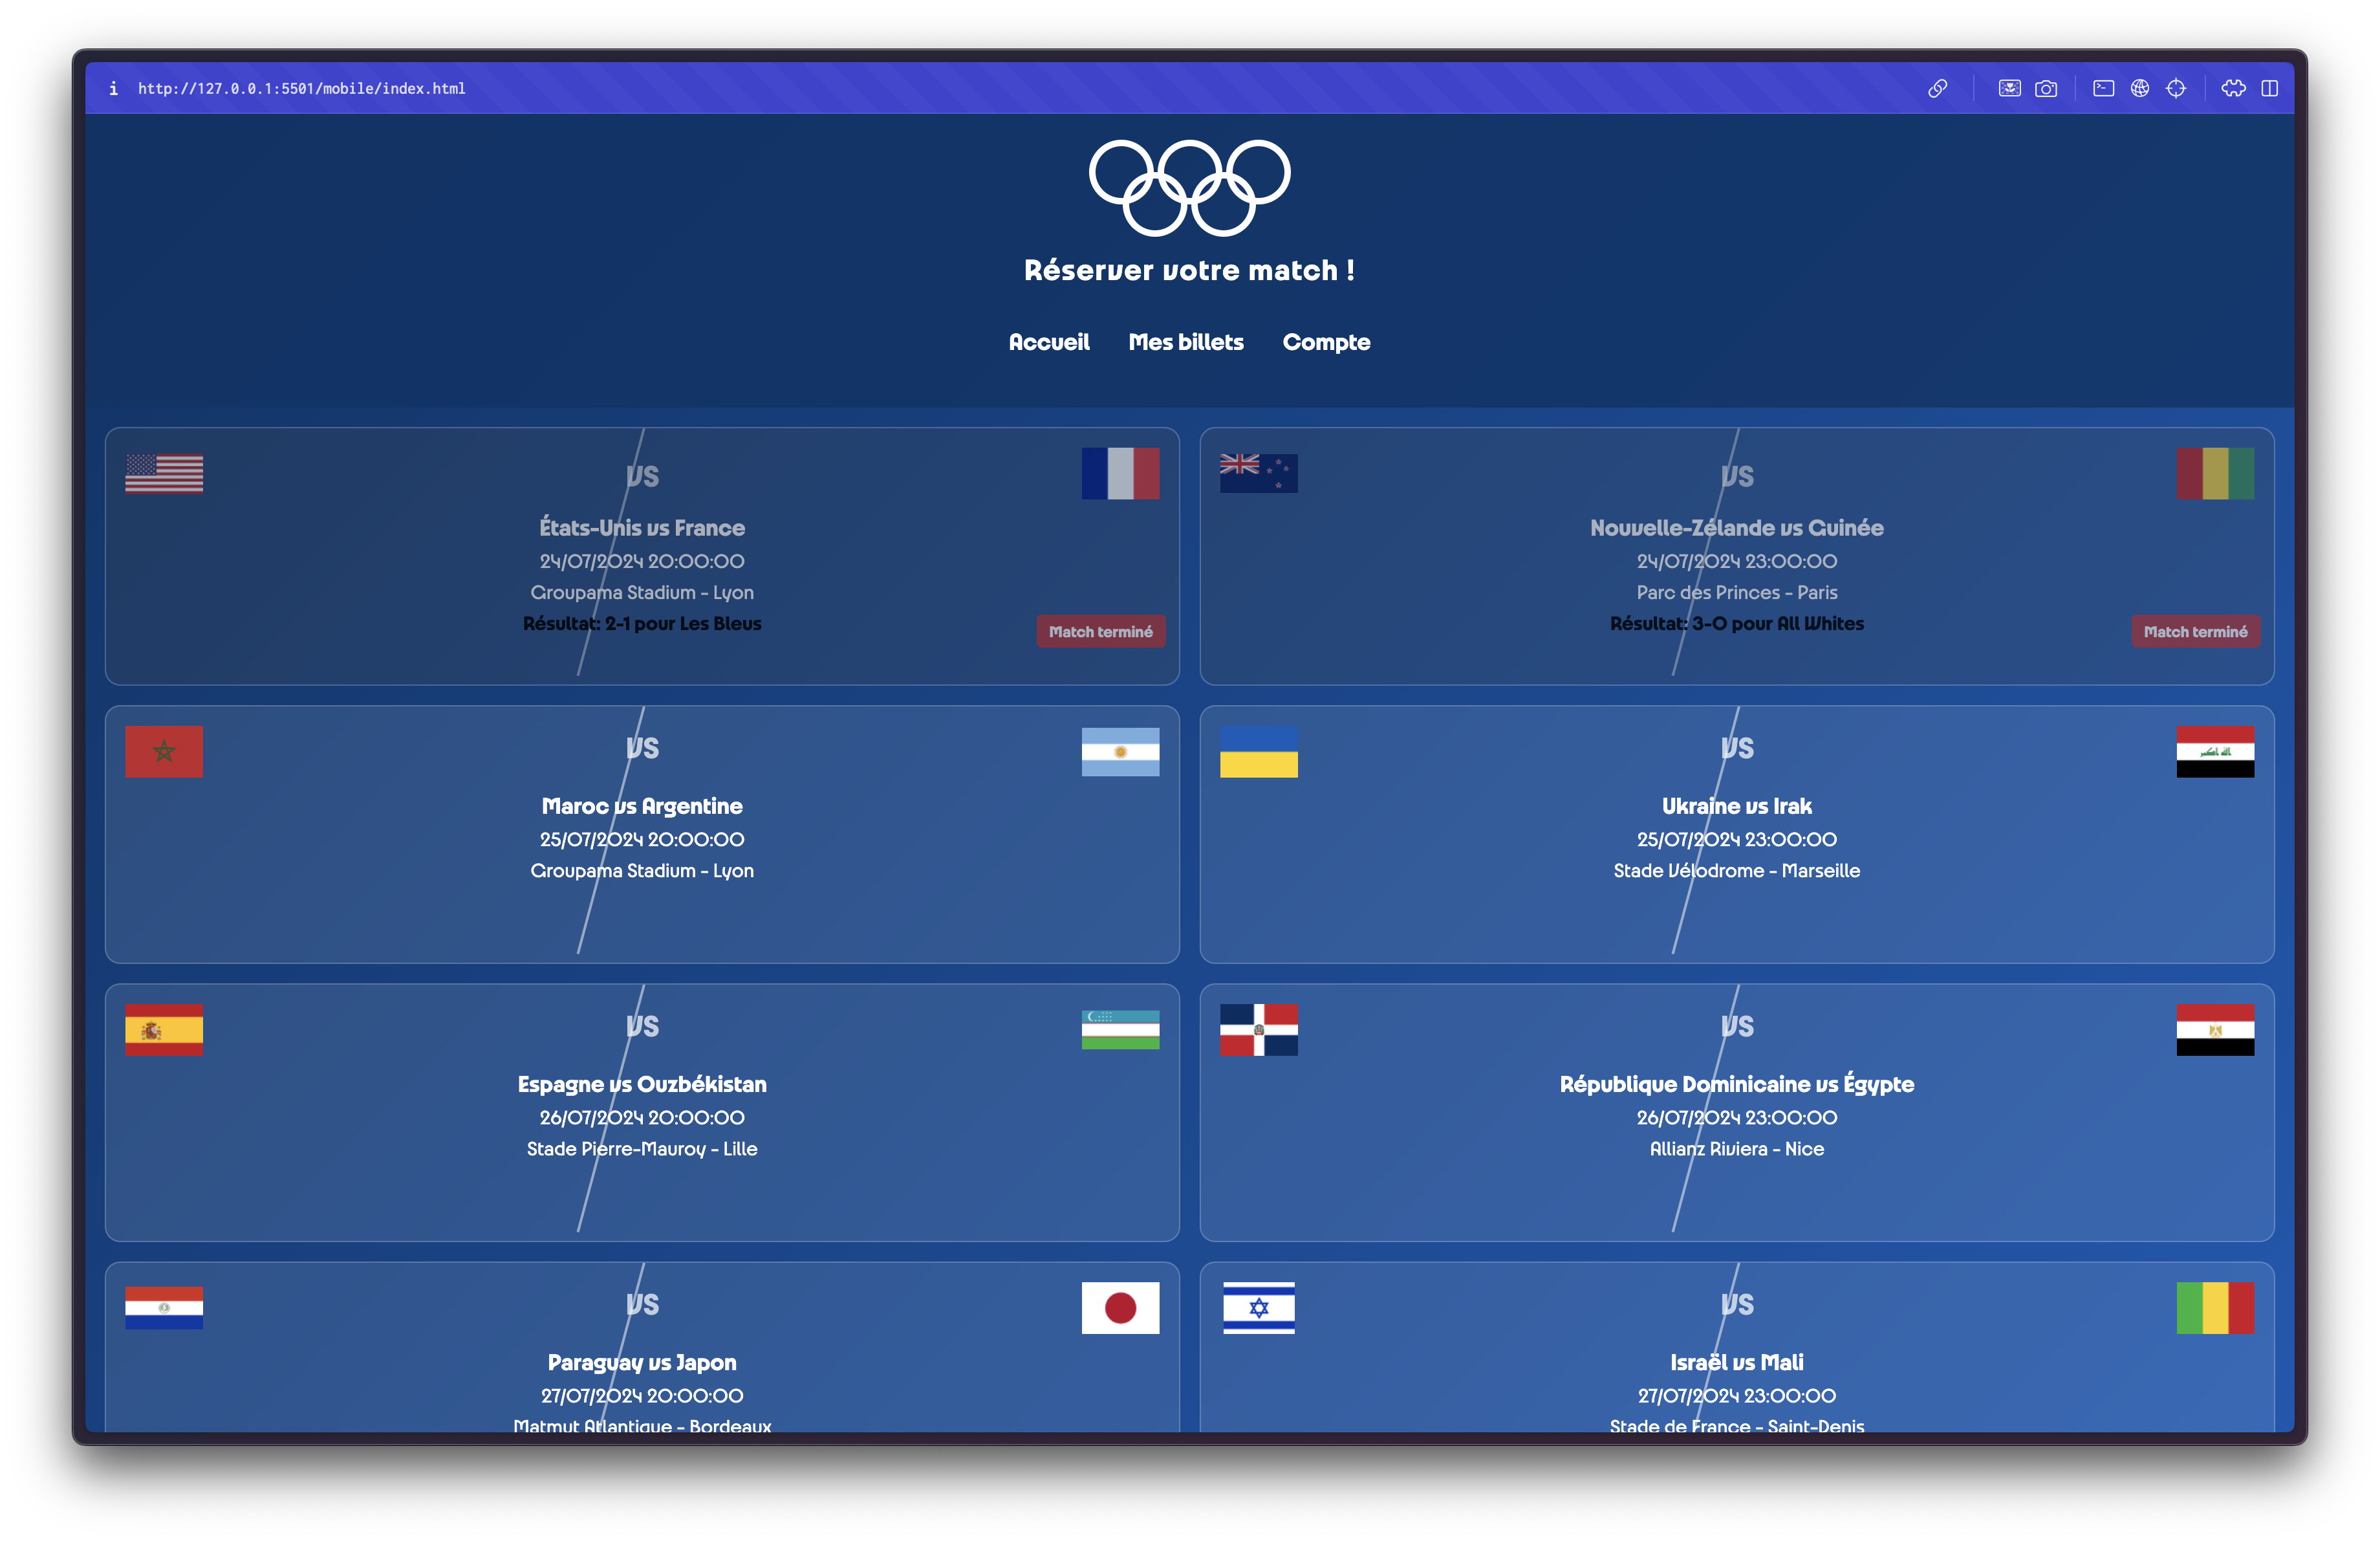 http://127.0.0.1:5501/mobile/index.html
Réserver votre match !
Accueil Mes billets Compte
VS
États-Unis vs France
24/07/2024 20:00:00
Groupama Stadium - Lyon
Résultat: 2-1 pour Les Bleus
Match terminé
VS
Nouvelle-Zélande vs Guinée
24/07/2024 23:00:00
Parc des Princes - Paris
Résultat: 3-0 pour All Whites
Match terminé
VS
Maroc vs Argentine
25/07/2024 20:00:00
Groupama Stadium - Lyon
VS
Ukraine vs Irak
25/07/2024 23:00:00
Stade Vélodrome - Marseille
VS
Espagne vs Ouzbékistan
26/07/2024 20:00:00
Stade Pierre-Mauroy - Lille
VS
République Dominicaine vs Égypte
26/07/2024 23:00:00
Allianz Riviera - Nice
VS
Paraguay vs Japon
27/07/2024 20:00:00
Matmut Atlantique - Bordeaux
VS
Israël vs Mali
27/07/2024 23:00:00
Stade de France - Saint-Denis